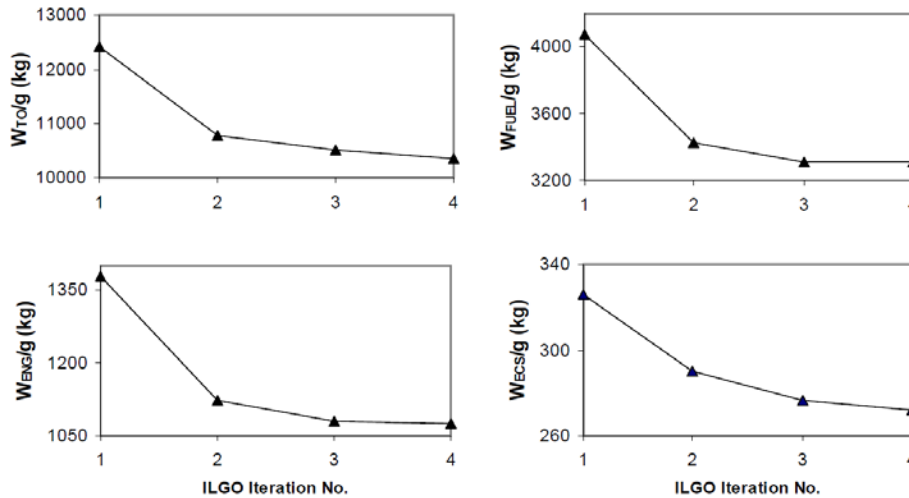 13000
12000
11000
10000
W_TO/g (kg)
1 2 3 4
4000
3600
3200
W_FUEL/g (kg)
1 2 3
1350
1200
1050
W_ENG/g (kg)
1 2 3 4
ILGO Iteration No.
340
300
260
W_ECS/g (kg)
1 2 3 4
ILGO Iteration No.